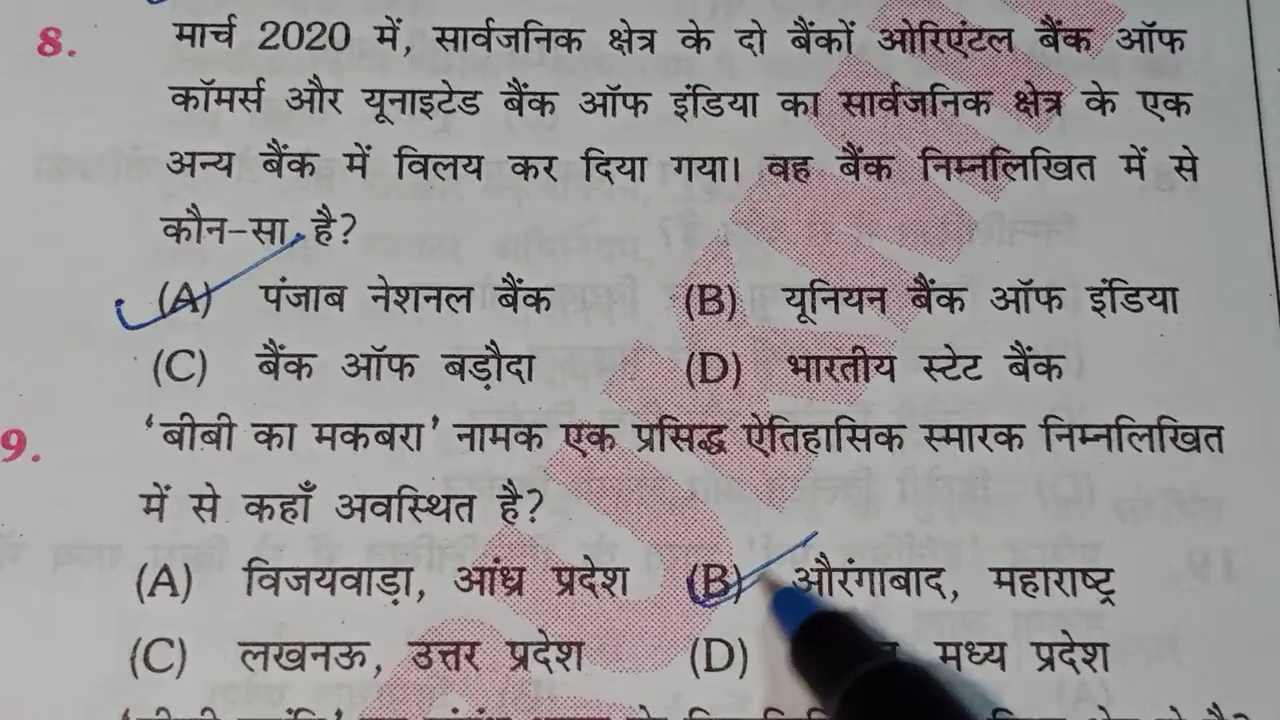 8. मार्च 2020 में, सार्वजनिक क्षेत्र के दो बैंकों ओरिएंटल बैंक ऑफ
कॉमर्स और यूनाइटेड बैंक ऑफ इंडिया का सार्वजनिक क्षेत्र के एक
अन्य बैंक में विलय कर दिया गया। वह बैंक निम्नलिखित में से
कौन-सा है?
(A) पंजाब नेशनल बैंक (B) यूनियन बैंक ऑफ इंडिया
(C) बैंक ऑफ बड़ौदा (D) भारतीय स्टेट बैंक
9. 'बीबी का मकबरा' नामक एक प्रसिद्ध ऐतिहासिक स्मारक निम्नलिखित
में से कहाँ अवस्थित है?
(A) विजयवाड़ा, आंध्र प्रदेश (B) औरंगाबाद, महाराष्ट्र
(C) लखनऊ, उत्तर प्रदेश (D) मध्य प्रदेश